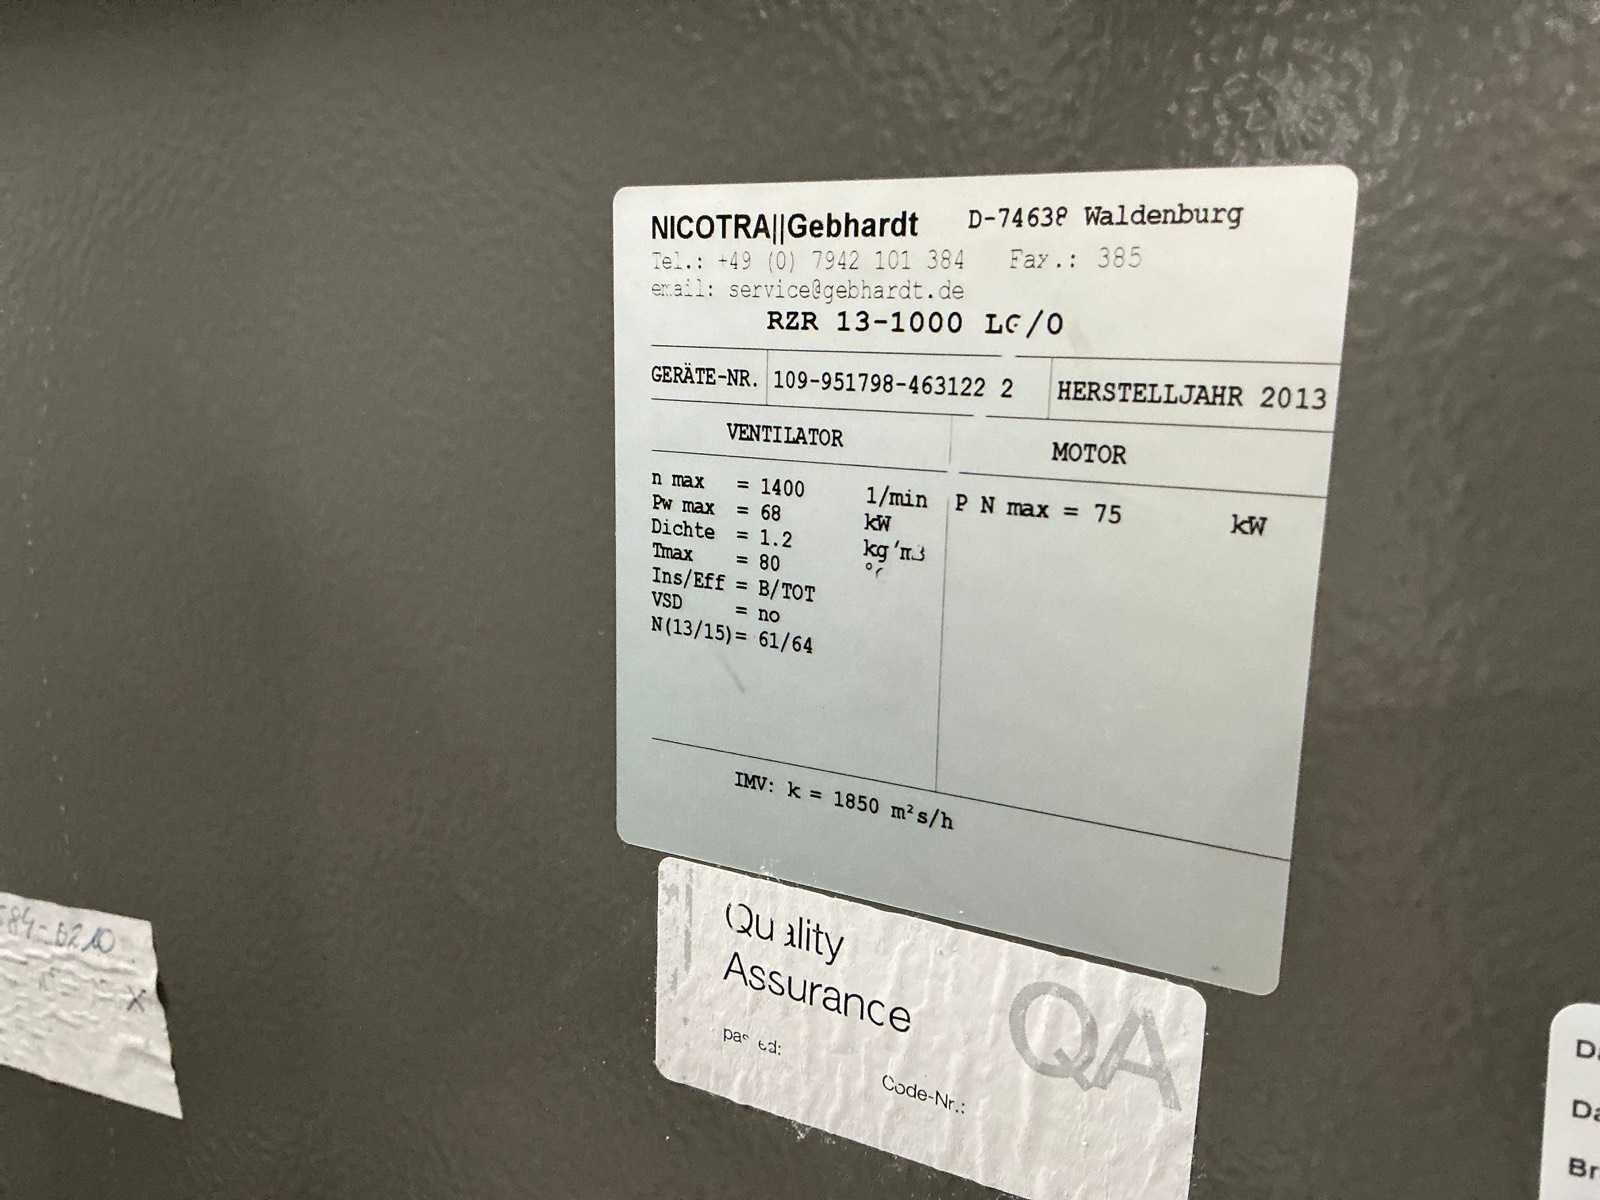 NICOTRA||Gebhardt D-74638 Waldenburg
Tel.: +49 (0) 7942 101 384 Fax.: 385
email: service@gebhardt.de
RZR 13-1000 LG/O
GERÄTE-NR. 109-951798-463122 2 HERSTELLJAHR 2013
VENTILATOR MOTOR
n max = 1400 1/min P N max = 75 kW
Pw max = 68 kW
Dichte = 1.2 kg/m3
Tmax = 80 °C
Ins/Eff = B/TOT
VSD = no
N(13/15)= 61/64
IMV: k = 1850 m²s/h
Quality
Assurance
QA
passed:
Code-Nr.: